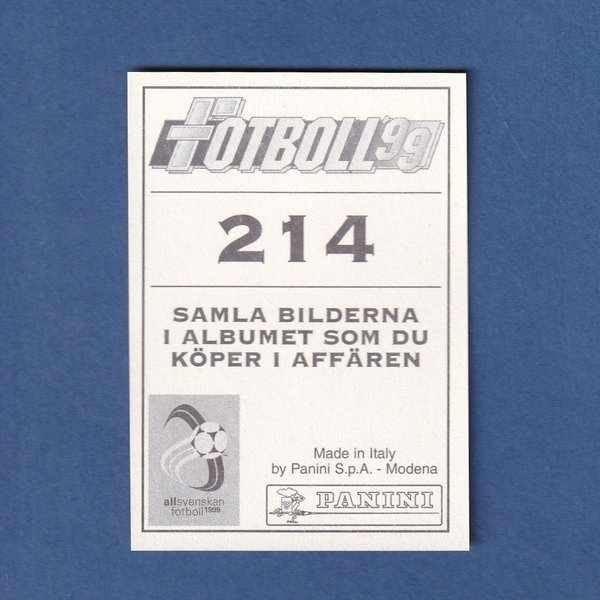 FOTBOLL'99
214
SAMLA BILDERNA
I ALBUMET SOM DU
KÖPER I AFFÄREN
allsvenskan
fotboll 1999
Made in Italy
by Panini S.p.A. - Modena
PANINI